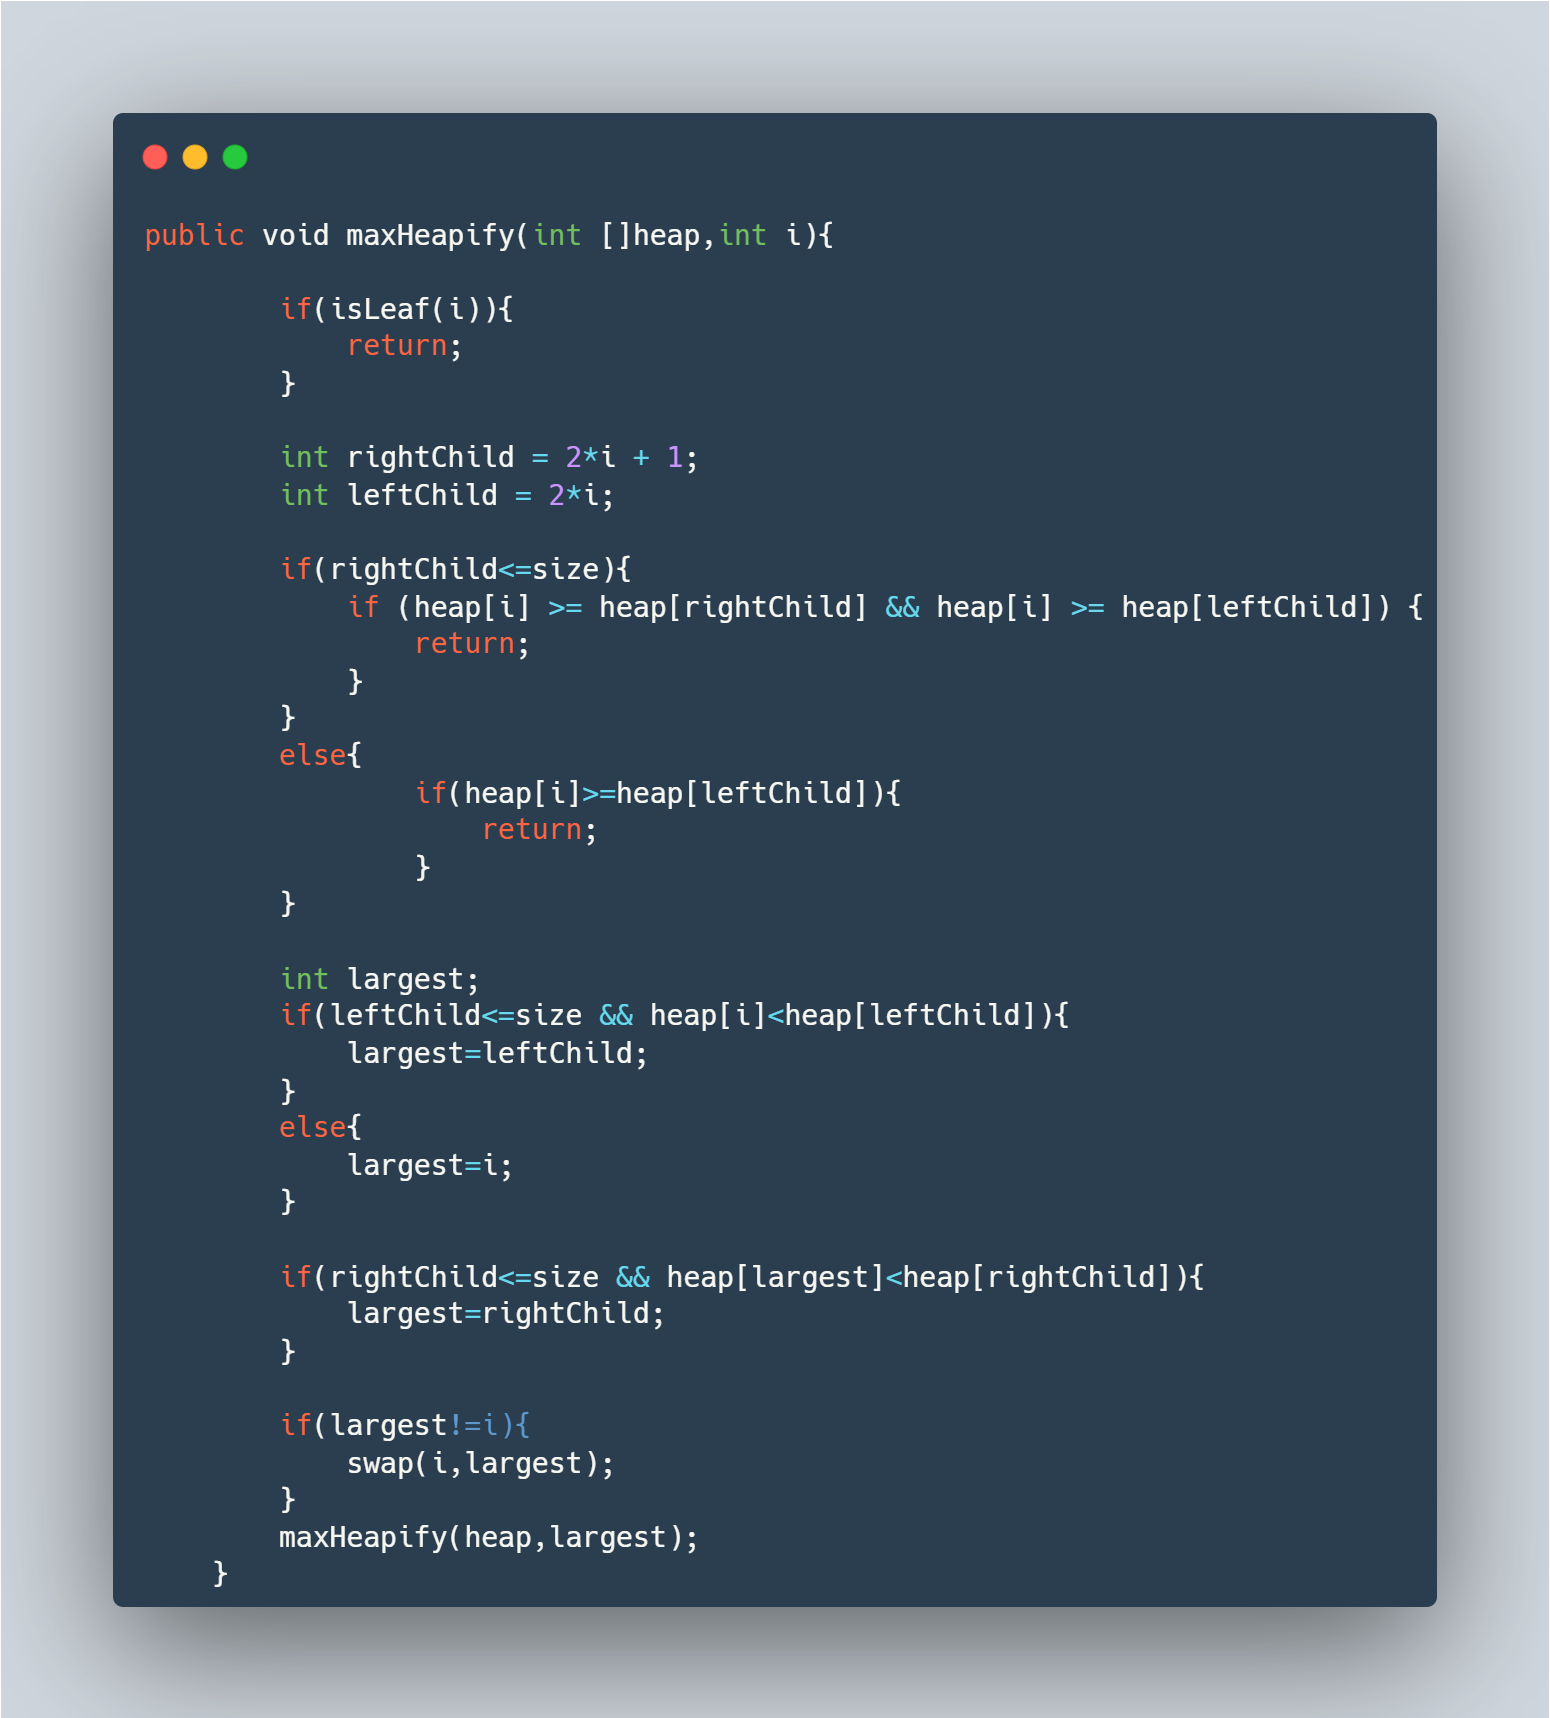 public void maxHeapify(int []heap,int i){
if(isLeaf(i)){
return;
}
int rightChild = 2*i + 1;
int leftChild = 2*i;
if(rightChild<=size){
if (heap[i] >= heap[rightChild] && heap[i] >= heap[leftChild]) {
return;
}
}
else{
if(heap[i]>=heap[leftChild]){
return;
}
}
int largest;
if(leftChild<=size && heap[i]<heap[leftChild]){
largest=leftChild;
}
else{
largest=i;
}
if(rightChild<=size && heap[largest]<heap[rightChild]){
largest=rightChild;
}
if(largest!=i){
swap(i,largest);
}
maxHeapify(heap,largest);
}